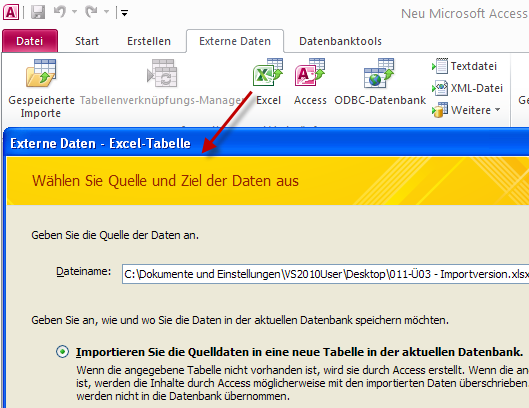 Neu Microsoft Access
Datei Start Erstellen Externe Daten Datenbanktools
Gespeicherte Importe
Tabellenverknüpfungs-Manager
Excel
Access
ODBC-Datenbank
Textdatei
XML-Datei
Weitere
Externe Daten - Excel-Tabelle
Wählen Sie Quelle und Ziel der Daten aus
Geben Sie die Quelle der Daten an.
Dateiname: C:\Dokumente und Einstellungen\VS2010User\Desktop\011-Ü03 - Importversion.xlsx
Geben Sie an, wie und wo Sie die Daten in der aktuellen Datenbank speichern möchten.
Importieren Sie die Quelldaten in eine neue Tabelle in der aktuellen Datenbank.
Wenn die angegebene Tabelle nicht vorhanden ist, wird sie durch Access erstellt. Wenn die an
ist, werden die Inhalte durch Access möglicherweise mit den importierten Daten überschrieben
werden nicht in die Datenbank übernommen.